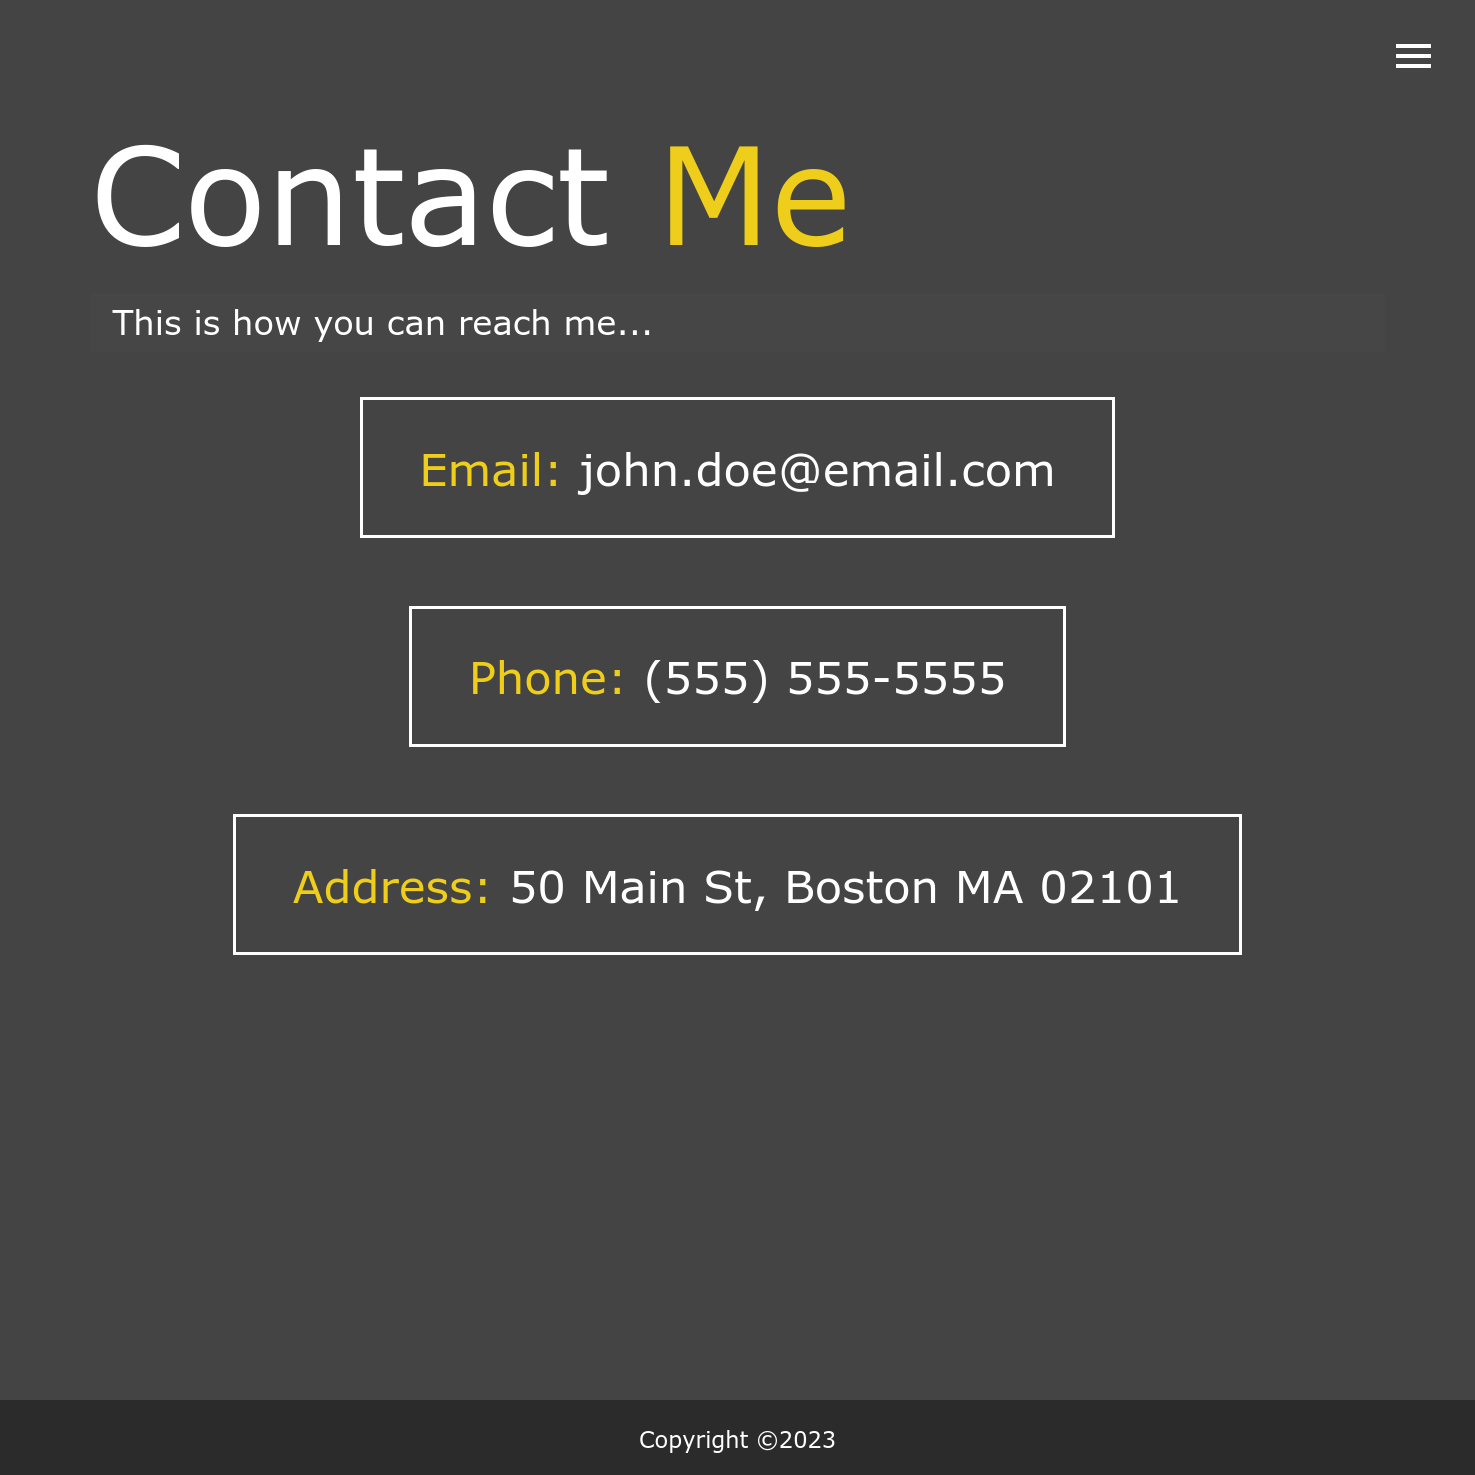 Contact Me
This is how you can reach me...
Email: john.doe@email.com
Phone: (555) 555-5555
Address: 50 Main St, Boston MA 02101
Copyright ©2023